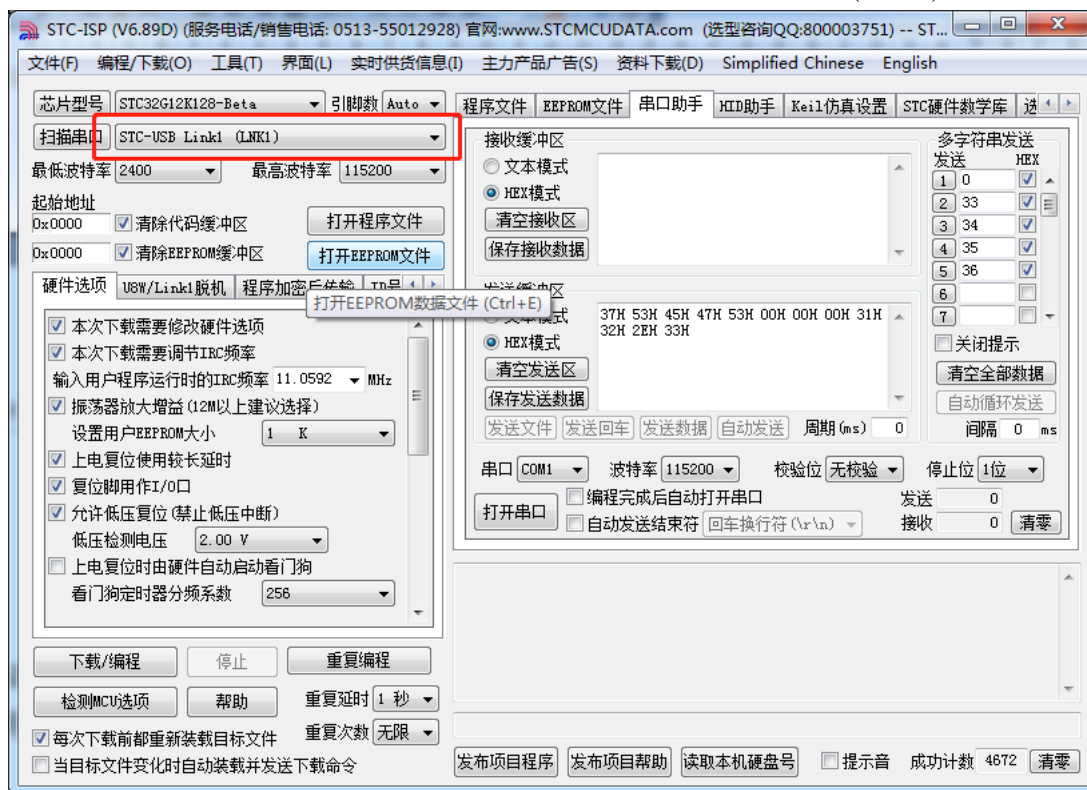 STC-ISP (V6.89D) (服务电话/销售电话: 0513-55012928) 官网:www.STCMCUDATA.com (选型咨询QQ:800003751) -- ST...
文件(F) 编程/下载(O) 工具(T) 界面(L) 实时供货信息(I) 主力产品广告(S) 资料下载(D) Simplified Chinese English
芯片型号 STC32G12K128-Beta 引脚数 Auto
扫描串口 STC-USB Link1 (LNK1)
最低波特率 2400 最高波特率 115200
起始地址
0x0000 清除代码缓冲区 打开程序文件
0x0000 清除EEPROM缓冲区 打开EEPROM文件
硬件选项 U8W/Link1脱机 程序加密后传输 ID号
打开EEPROM数据文件 (Ctrl+E)
本次下载需要修改硬件选项
本次下载需要调节IRC频率
输入用户程序运行时的IRC频率 11.0592 MHz
振荡器放大增益(12M以上建议选择)
设置用户EEPROM大小 1 K
上电复位使用较长延时
复位脚用作I/O口
允许低压复位(禁止低压中断)
低压检测电压 2.00 V
上电复位时由硬件自动启动看门狗
看门狗定时器分频系数 256
下载/编程 停止 重复编程
检测MCU选项 帮助 重复延时 1 秒
重复次数 无限
每次下载前都重新装载目标文件
当目标文件变化时自动装载并发送下载命令
程序文件 EEPROM文件 串口助手 HID助手 Keil仿真设置 STC硬件数学库 选
接收缓冲区
文本模式
HEX模式
清空接收区
保存接收数据
发送缓冲区
文本模式
HEX模式
清空发送区
保存发送数据
37H 53H 45H 47H 53H 00H 00H 00H 31H
32H 2EH 33H
发送文件 发送回车 发送数据 自动发送 周期(ms) 0
多字符串发送
发送 HEX
1 0
2 33
3 34
4 35
5 36
6
7
关闭提示
清空全部数据
自动循环发送
间隔 0 ms
串口 COM1 波特率 115200 校验位 无校验 停止位 1位
打开串口 编程完成后自动打开串口 发送 0
自动发送结束符 回车换行符(\r\n) 接收 0 清零
发布项目程序 发布项目帮助 读取本机硬盘号 提示音 成功计数 4672 清零